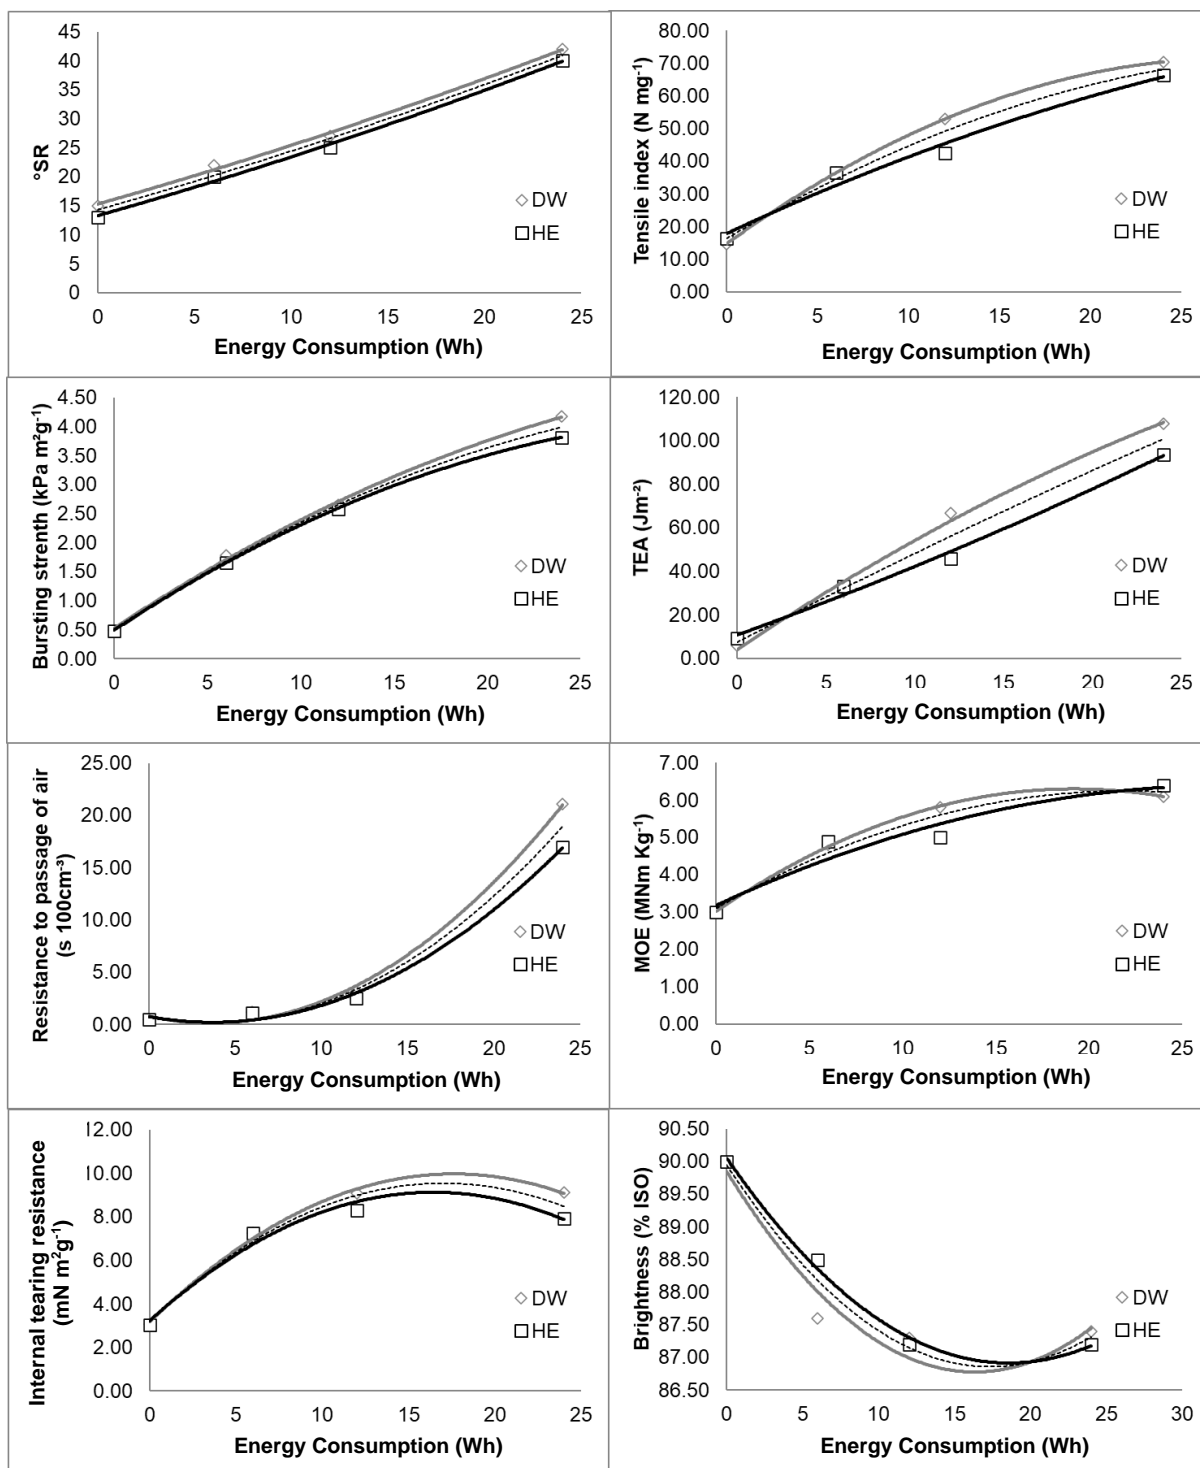 45
40
35
30
25
20
15
10
5
0
°SR
DW
HE
0 5 10 15 20 25
Energy Consumption (Wh)
80.00
70.00
60.00
50.00
40.00
30.00
20.00
10.00
0.00
Tensile index (N mg⁻¹)
DW
HE
0 5 10 15 20 25
Energy Consumption (Wh)
4.50
4.00
3.50
3.00
2.50
2.00
1.50
1.00
0.50
0.00
Bursting strenth (kPa m²g⁻¹)
DW
HE
0 5 10 15 20 25
Energy Consumption (Wh)
120.00
100.00
80.00
60.00
40.00
20.00
0.00
TEA (Jm⁻²)
DW
HE
0 5 10 15 20 25
Energy Consumption (Wh)
25.00
20.00
15.00
10.00
5.00
0.00
Resistance to passage of air
(s 100cm⁻³)
DW
HE
0 5 10 15 20 25
Energy Consumption (Wh)
7.00
6.00
5.00
4.00
3.00
2.00
1.00
0.00
MOE (MNm Kg⁻¹)
DW
HE
0 5 10 15 20 25
Energy Consumption (Wh)
12.00
10.00
8.00
6.00
4.00
2.00
0.00
Internal tearing resistance
(mN m²g⁻¹)
DW
HE
0 5 10 15 20 25
Energy Consumption (Wh)
90.50
90.00
89.50
89.00
88.50
88.00
87.50
87.00
86.50
Brightness (% ISO)
DW
HE
0 5 10 15 20 25 30
Energy Consumption (Wh)